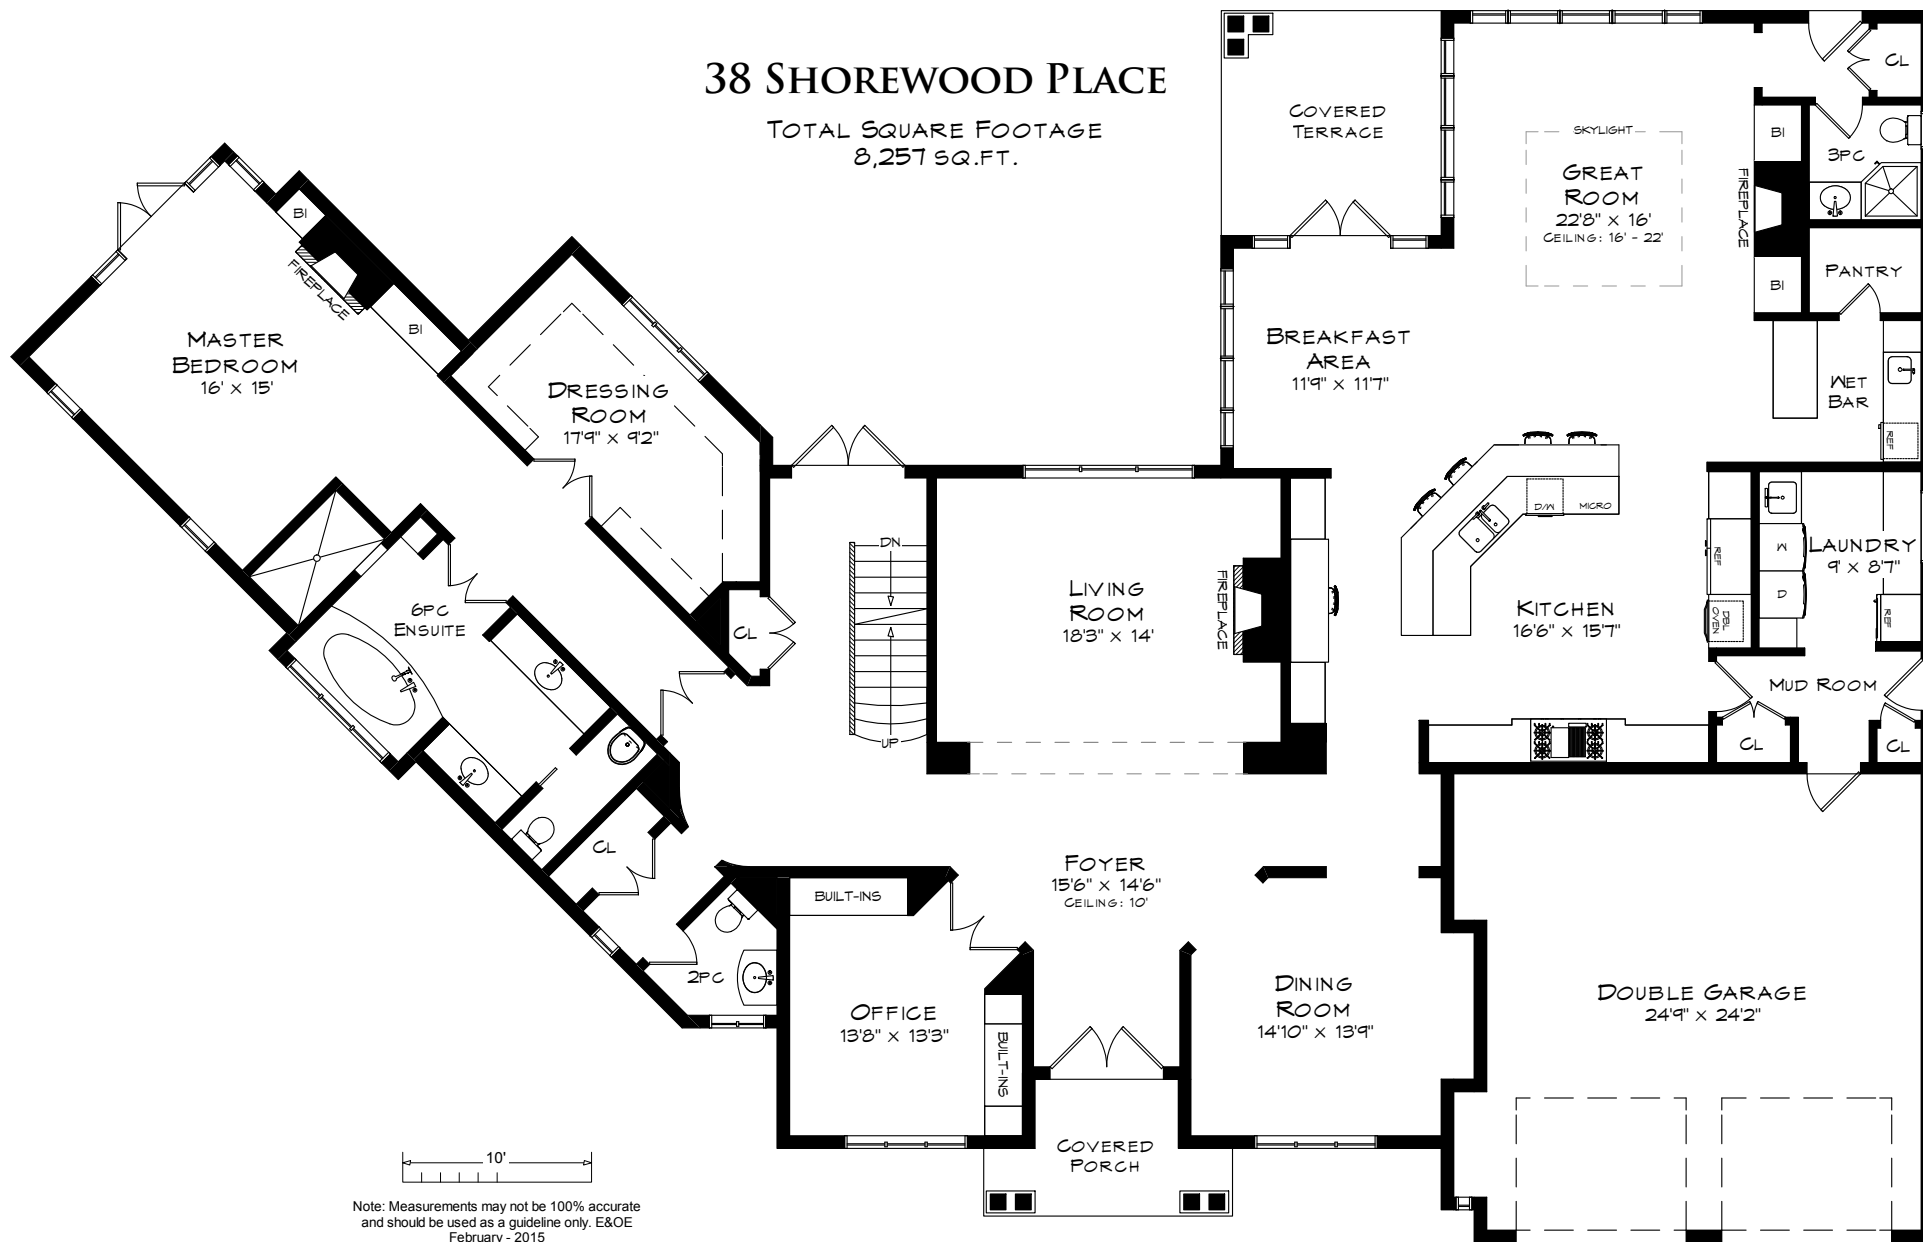 38 SHOREWOOD PLACE
TOTAL SQUARE FOOTAGE
8,257 SQ.FT.
COVERED
TERRACE
SKYLIGHT
GREAT
ROOM
22'8" x 16'
CEILING: 16' - 22'
FIREPLACE
BI
BI
CL
3PC
PANTRY
WET
BAR
REF
BREAKFAST
AREA
11'9" x 11'7"
MASTER
BEDROOM
16' x 15'
BI
FIREPLACE
BI
DRESSING
ROOM
17'9" x 9'2"
CL
DN
UP
LIVING
ROOM
18'3" x 14'
FIREPLACE
D/W
MICRO
KITCHEN
16'6" x 15'7"
REF
DBL
OVEN
W
D
LAUNDRY
9' x 8'7"
REF
MUD ROOM
CL
CL
6PC
ENSUITE
CL
2PC
BUILT-INS
OFFICE
13'8" x 13'3"
BUILT-INS
FOYER
15'6" x 14'6"
CEILING: 10'
DINING
ROOM
14'10" x 13'9"
DOUBLE GARAGE
24'9" x 24'2"
COVERED
PORCH
10'
Note: Measurements may not be 100% accurate
and should be used as a guideline only. E&OE
February - 2015